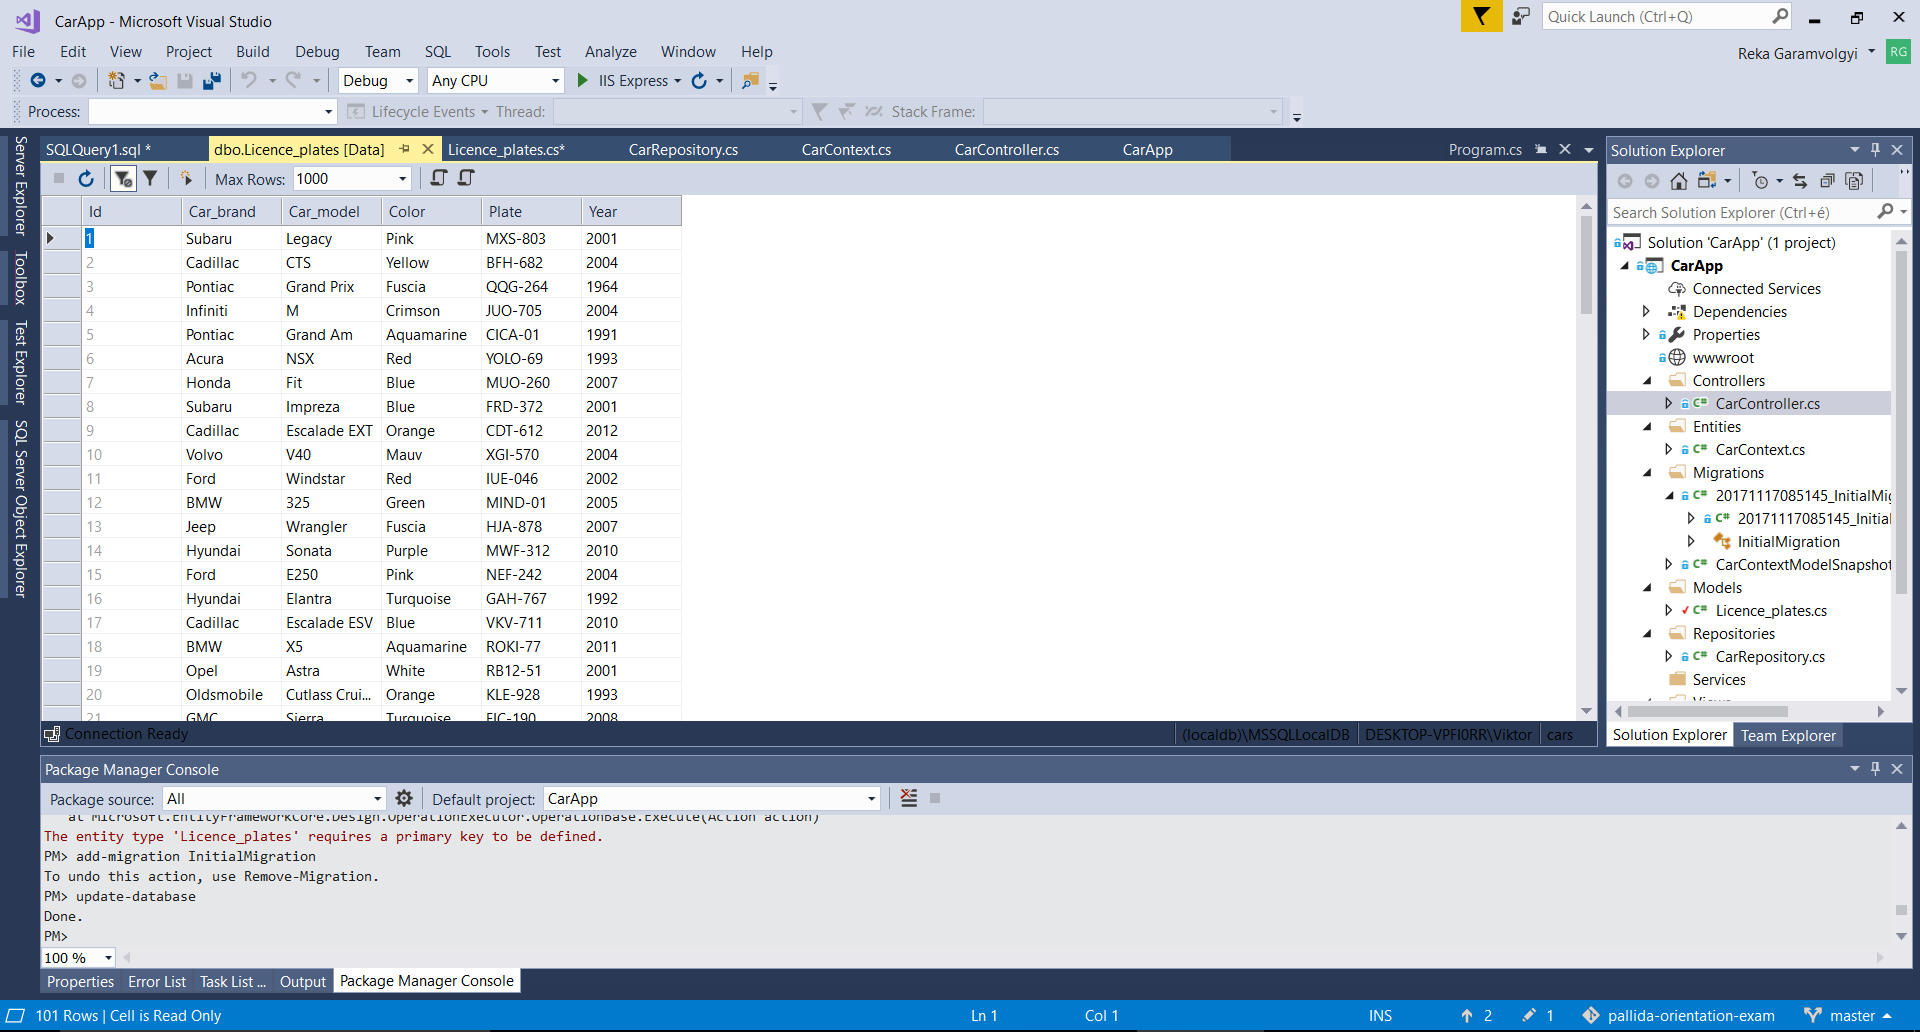 CarApp - Microsoft Visual Studio
Quick Launch (Ctrl+Q)
File Edit View Project Build Debug Team SQL Tools Test Analyze Window Help
Reka Garamvolgyi RG
Debug Any CPU IIS Express
Process: Lifecycle Events Thread: Stack Frame:
Server Explorer
Toolbox
Test Explorer
SQL Server Object Explorer
SQLQuery1.sql * dbo.Licence_plates [Data] Licence_plates.cs* CarRepository.cs CarContext.cs CarController.cs CarApp Program.cs
Max Rows: 1000
Id Car_brand Car_model Color Plate Year
1 Subaru Legacy Pink MXS-803 2001
2 Cadillac CTS Yellow BFH-682 2004
3 Pontiac Grand Prix Fuscia QQG-264 1964
4 Infiniti M Crimson JUO-705 2004
5 Pontiac Grand Am Aquamarine CICA-01 1991
6 Acura NSX Red YOLO-69 1993
7 Honda Fit Blue MUO-260 2007
8 Subaru Impreza Blue FRD-372 2001
9 Cadillac Escalade EXT Orange CDT-612 2012
10 Volvo V40 Mauv XGI-570 2004
11 Ford Windstar Red IUE-046 2002
12 BMW 325 Green MIND-01 2005
13 Jeep Wrangler Fuscia HJA-878 2007
14 Hyundai Sonata Purple MWF-312 2010
15 Ford E250 Pink NEF-242 2004
16 Hyundai Elantra Turquoise GAH-767 1992
17 Cadillac Escalade ESV Blue VKV-711 2010
18 BMW X5 Aquamarine ROKI-77 2011
19 Opel Astra White RB12-51 2001
20 Oldsmobile Cutlass Crui... Orange KLE-928 1993
21 GMC Sierra Turquoise FIC-190 2008
Connection Ready (localdb)\MSSQLLocalDB DESKTOP-VPFI0RR\Viktor cars
Solution Explorer
Search Solution Explorer (Ctrl+é)
Solution 'CarApp' (1 project)
CarApp
Connected Services
Dependencies
Properties
wwwroot
Controllers
C# CarController.cs
Entities
C# CarContext.cs
Migrations
C# 20171117085145_InitialMig
C# 20171117085145_Initial
InitialMigration
C# CarContextModelSnapshot
Models
C# Licence_plates.cs
Repositories
C# CarRepository.cs
Services
Views
Solution Explorer Team Explorer
Package Manager Console
Package source: All Default project: CarApp
at Microsoft.EntityFrameworkCore.Design.OperationExecutor.OperationBase.Execute(Action action)
The entity type 'Licence_plates' requires a primary key to be defined.
PM> add-migration InitialMigration
To undo this action, use Remove-Migration.
PM> update-database
Done.
PM>
100 %
Properties Error List Task List ... Output Package Manager Console
101 Rows | Cell is Read Only Ln 1 Col 1 INS 2 1 pallida-orientation-exam master